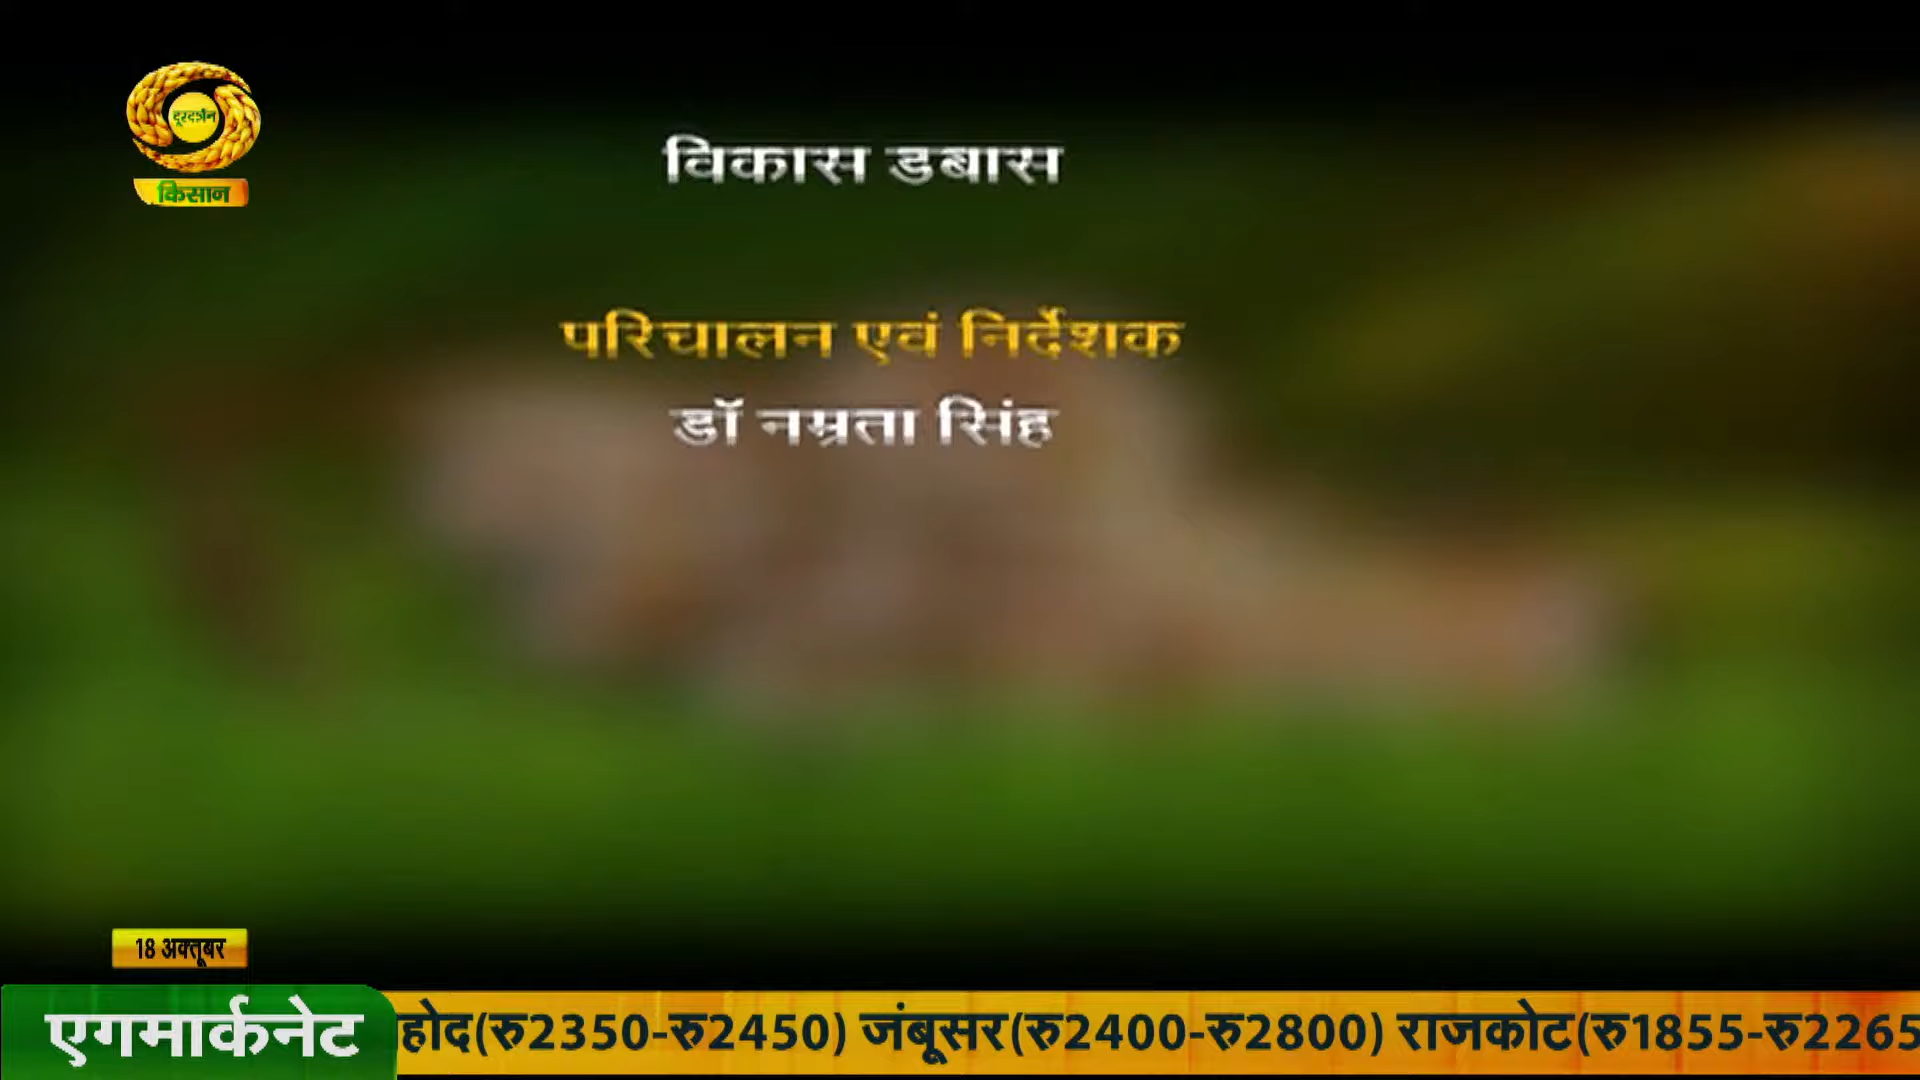 दूरदर्शन
किसान
विकास डबास
परिचालन एवं निर्देशक
डॉ नम्रता सिंह
18 अक्तूबर
एगमार्कनेट
होद(रु2350-रु2450) जंबूसर(रु2400-रु2800) राजकोट(रु1855-रु2265